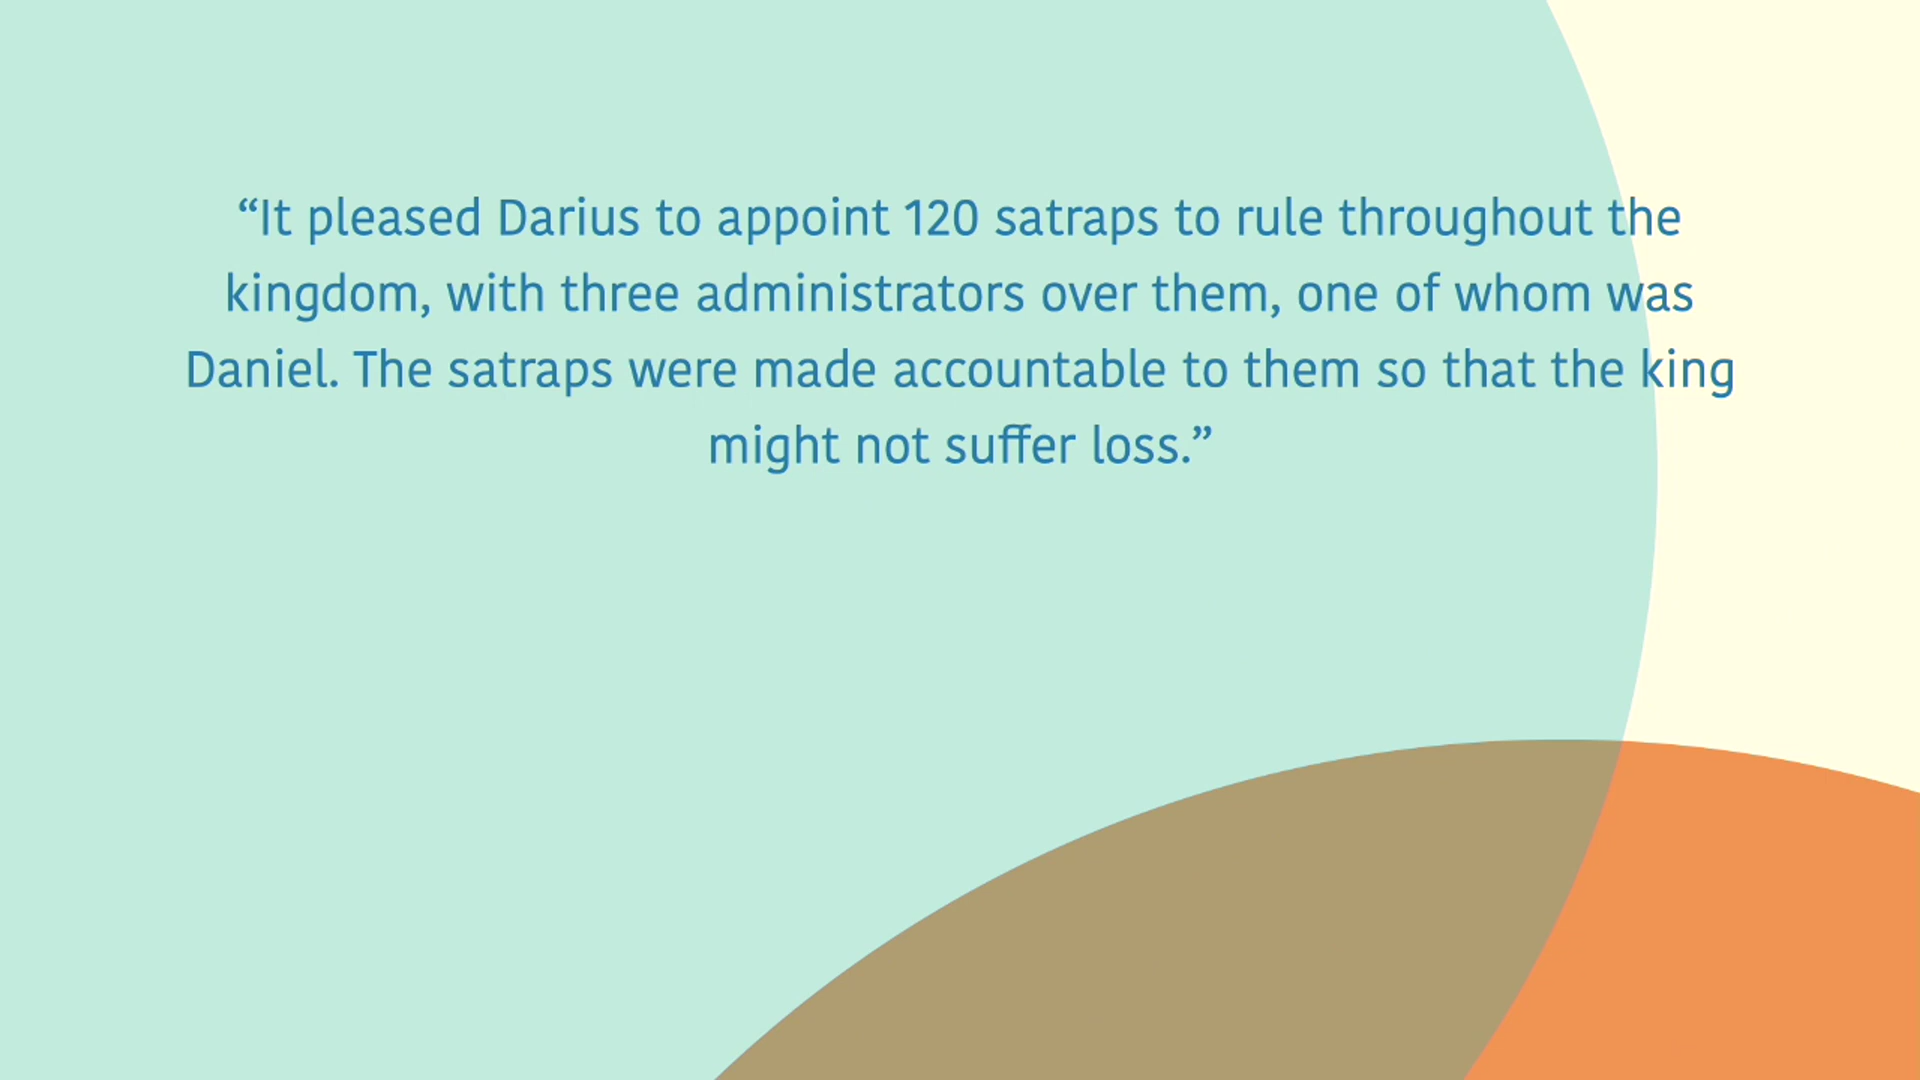 “It pleased Darius to appoint 120 satraps to rule throughout the
kingdom, with three administrators over them, one of whom was
Daniel. The satraps were made accountable to them so that the king
might not suffer loss.”